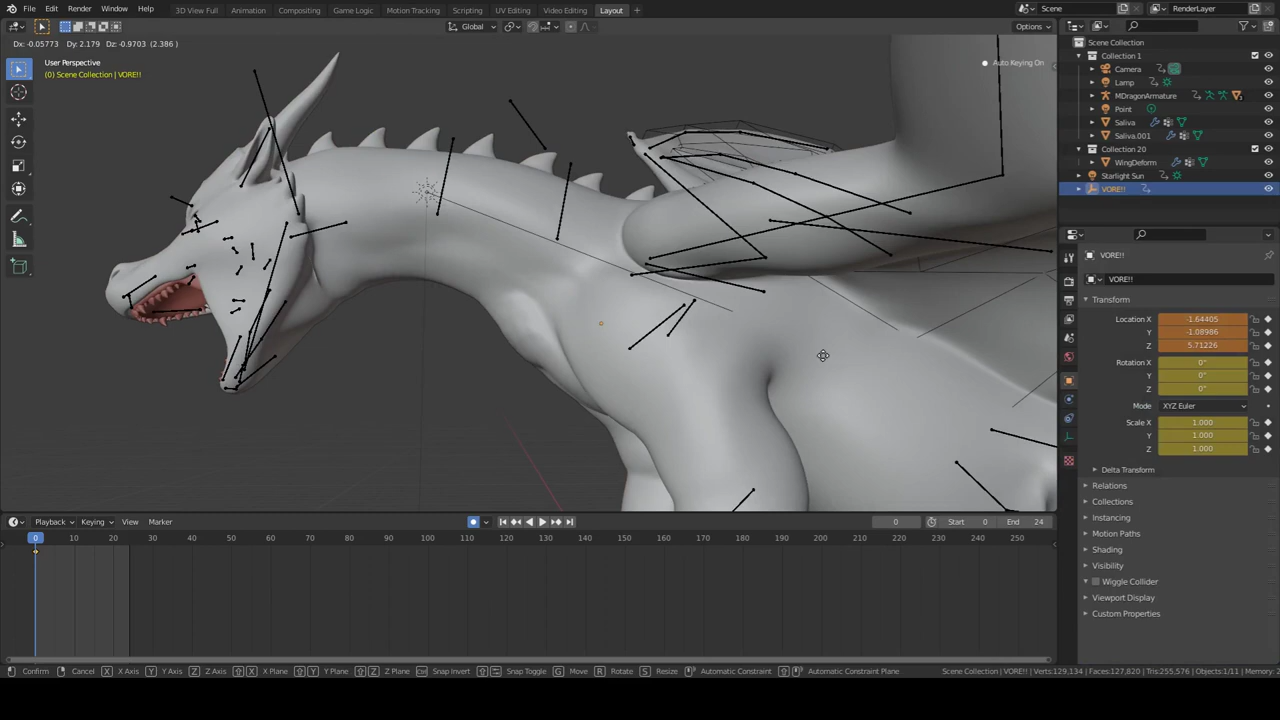 File Edit Render Window Help 3D View Full Animation Compositing Game Logic Motion Tracking Scripting UV Editing Video Editing Layout + Scene RenderLayer
Global Options
Dx: -0.05773 Dy: 2.179 Dz: -0.9703 (2.386 )
User Perspective
(0) Scene Collection | VORE!!
Auto Keying On
Scene Collection
Collection 1
Camera
Lamp
MDragonArmature
Point
Saliva
Saliva.001
Collection 20
WingDeform
Starlight Sun
VORE!!
VORE!!
VORE!!
Transform
Location X -1.64405
Y -1.08986
Z 5.71226
Rotation X 0°
Y 0°
Z 0°
Mode XYZ Euler
Scale X 1.000
Y 1.000
Z 1.000
Delta Transform
Relations
Collections
Instancing
Motion Paths
Shading
Visibility
Wiggle Collider
Viewport Display
Custom Properties
Playback Keying View Marker 0 Start 0 End 24
0 10 20 30 40 50 60 70 80 90 100 110 120 130 140 150 160 170 180 190 200 210 220 230 240 250
Confirm Cancel X X Axis Y Y Axis Z Z Axis X X Plane Y Y Plane Z Z Plane Snap Invert Snap Toggle G Move R Rotate S Resize Automatic Constraint Automatic Constraint Plane Scene Collection | VORE!! | Verts:129,134 | Faces:127,820 | Tris:255,576 | Objects:1/11 | Memory: